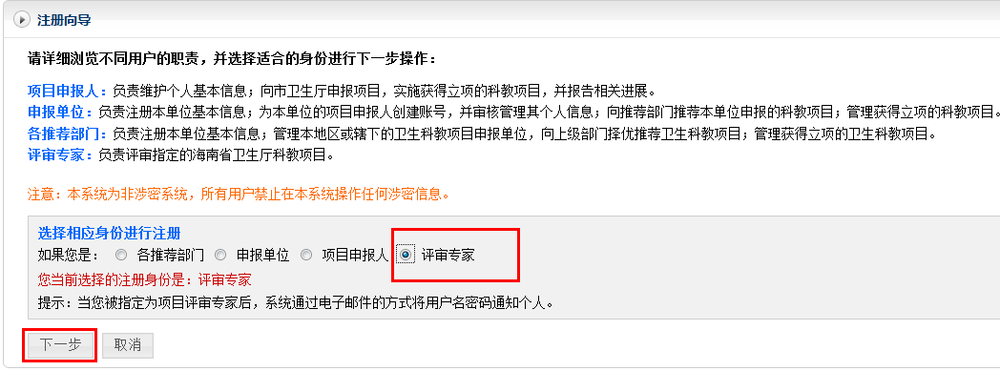 注册向导
请详细浏览不同用户的职责，并选择适合的身份进行下一步操作：
项目申报人：负责维护个人基本信息；向市卫生厅申报项目，实施获得立项的科教项目，并报告相关进展。
申报单位：负责注册本单位基本信息；为本单位的项目申报人创建账号，并审核管理其个人信息；向推荐部门推荐本单位申报的科教项目；管理获得立项的科教项目。
各推荐部门：负责注册本单位基本信息；管理本地区或辖下的卫生科教项目申报单位，向上级部门择优推荐卫生科教项目；管理获得立项的卫生科教项目。
评审专家：负责评审指定的海南省卫生厅科教项目。
注意：本系统为非涉密系统，所有用户禁止在本系统操作任何涉密信息。
选择相应身份进行注册
如果您是： 各推荐部门 申报单位 项目申报人 评审专家
您当前选择的注册身份是：评审专家
提示：当您被指定为项目评审专家后，系统通过电子邮件的方式将用户名密码通知个人。
下一步 取消